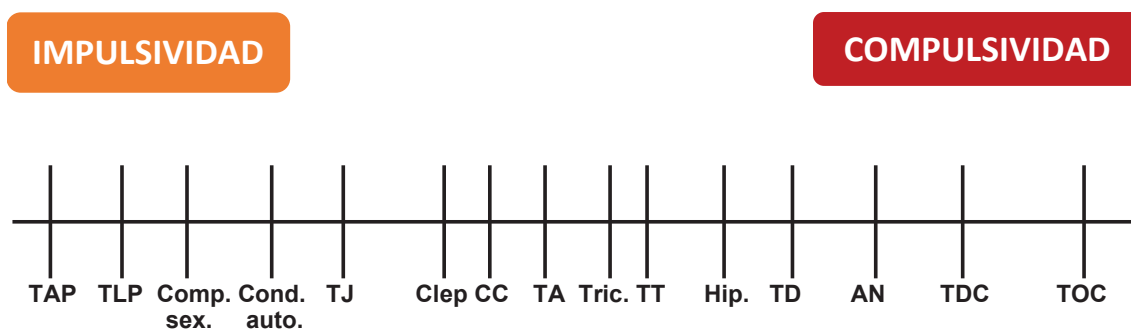 IMPULSIVIDAD
COMPULSIVIDAD
TAP TLP Comp. Cond. TJ Clep CC TA Tric. TT Hip. TD AN TDC TOC
sex. auto.